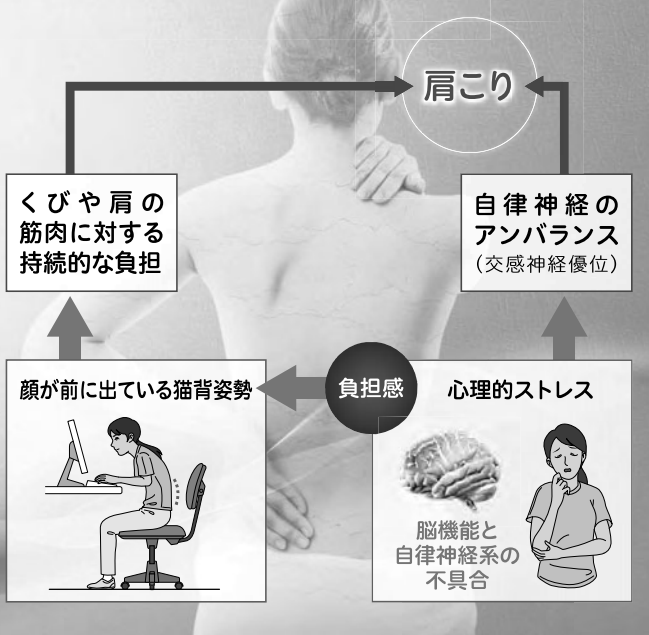 肩こり
くびや肩の
筋肉に対する
持続的な負担
自律神経の
アンバランス
（交感神経優位）
顔が前に出ている猫背姿勢
負担感
心理的ストレス
脳機能と
自律神経系の
不具合